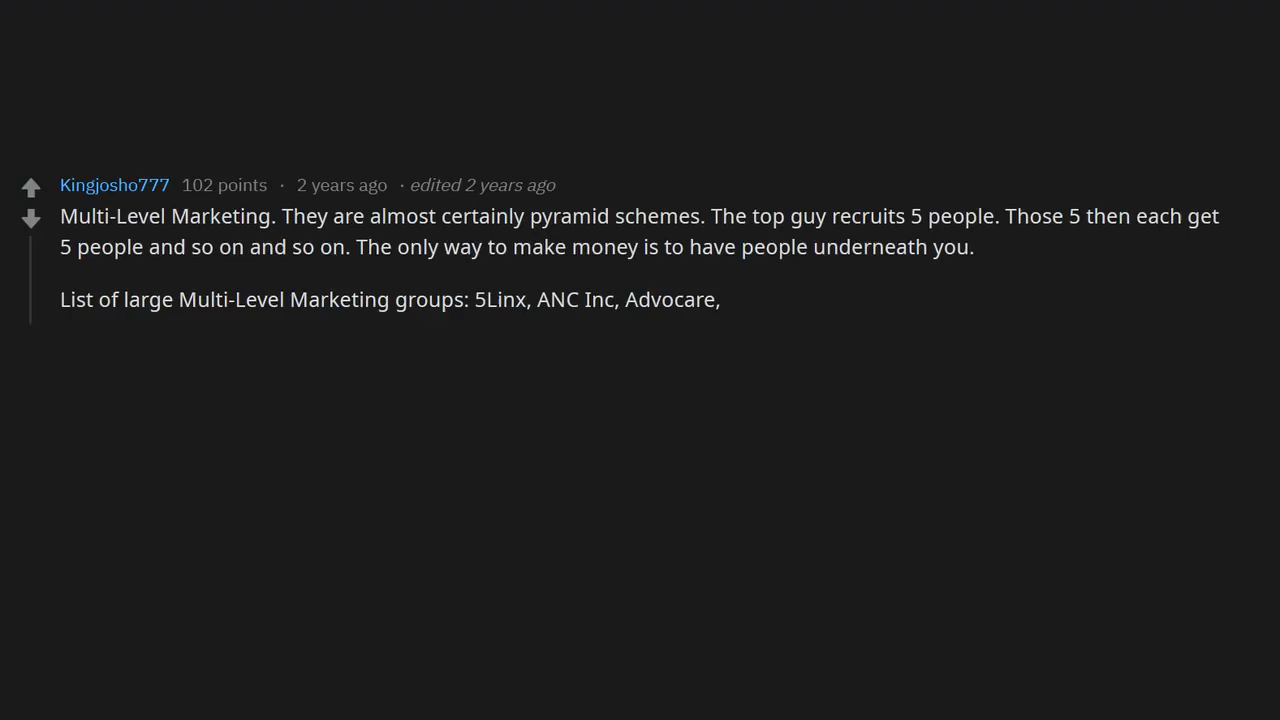 Kingjosho777 102 points · 2 years ago · edited 2 years ago
Multi-Level Marketing. They are almost certainly pyramid schemes. The top guy recruits 5 people. Those 5 then each get
5 people and so on and so on. The only way to make money is to have people underneath you.
List of large Multi-Level Marketing groups: 5Linx, ANC Inc, Advocare,